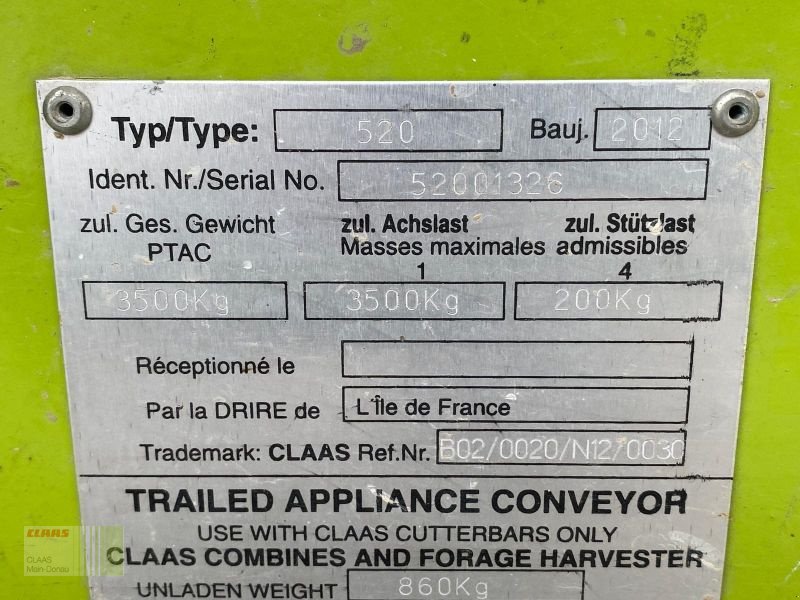 Typ/Type: 520 Bauj. 2012
Ident. Nr./Serial No. 52001326
zul. Ges. Gewicht zul. Achslast zul. Stützlast
PTAC Masses maximales admissibles
1 4
3500Kg 3500Kg 200Kg
Réceptionné le
Par la DRIRE de L'Île de France
Trademark: CLAAS Ref.Nr. B02/0020/N12/0030
TRAILED APPLIANCE CONVEYOR
USE WITH CLAAS CUTTERBARS ONLY
CLAAS COMBINES AND FORAGE HARVESTER
UNLADEN WEIGHT 860Kg
CLAAS
CLAAS
Main-Donau